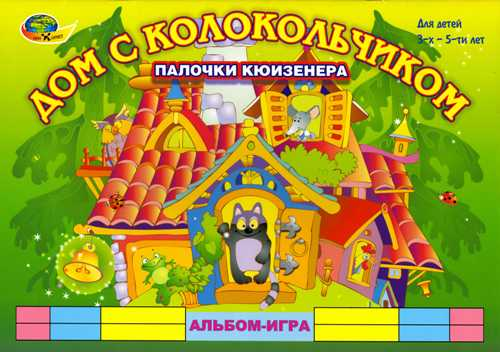 Для детей
3-х - 5-ти лет
ДОМ С КОЛОКОЛЬЧИКОМ
ПАЛОЧКИ КЮИЗЕНЕРА
АЛЬБОМ-ИГРА